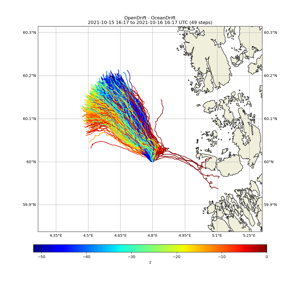 OpenDrift - OceanDrift
2021-10-15 16:17 to 2021-10-16 16:17 UTC (49 steps)
60.3°N 60.3°N
60.2°N 60.2°N
60.1°N 60.1°N
60°N 60°N
59.9°N 59.9°N
4.35°E 4.5°E 4.65°E 4.8°E 4.95°E 5.1°E 5.25°E
−50 −40 −30 −20 −10 0
z